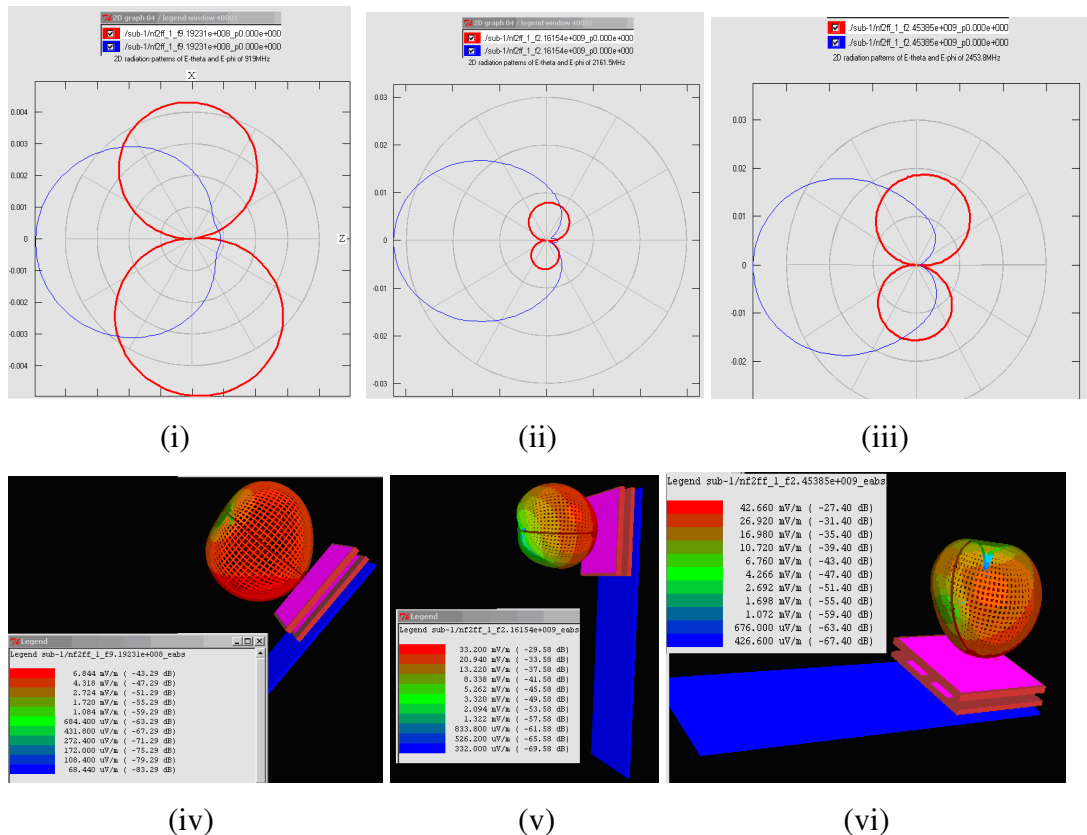 7% 2D graph 04 / legend window 40003
./sub-1/nf2ff_1_f9.19231e+008_p0.000e+000
./sub-1/nf2ff_1_f9.19231e+008_p0.000e+000
2D radiation patterns of E-theta and E-phi of 919MHz
X
0.004
0.003
0.002
0.001
0
-0.001
-0.002
-0.003
-0.004
Z
(i)
2D graph 04 / legend window 40003
./sub-1/nf2ff_1_f2.16154e+009_p0.000e+000
./sub-1/nf2ff_1_f2.16154e+009_p0.000e+000
2D radiation patterns of E-theta and E-phi of 2161.5MHz
0.03
0.02
0.01
0
-0.01
-0.02
-0.03
(ii)
./sub-1/nf2ff_1_f2.45385e+009_p0.000e+000
./sub-1/nf2ff_1_f2.45385e+009_p0.000e+000
2D radiation patterns of E-theta and E-phi of 2453.8MHz
0.03
0.02
0.01
0
-0.01
-0.02
(iii)
Legend
Legend sub-1/nf2ff_1_f9.19231e+008_eabs
6.844 mV/m ( -43.29 dB)
4.318 mV/m ( -47.29 dB)
2.724 mV/m ( -51.29 dB)
1.720 mV/m ( -55.29 dB)
1.084 mV/m ( -59.29 dB)
684.400 uV/m ( -63.29 dB)
431.800 uV/m ( -67.29 dB)
272.400 uV/m ( -71.29 dB)
172.000 uV/m ( -75.29 dB)
108.400 uV/m ( -79.29 dB)
68.440 uV/m ( -83.29 dB)
(iv)
Legend
Legend sub-1/nf2ff_1_f2.16154e+009_eabs
33.200 mV/m ( -29.58 dB)
20.940 mV/m ( -33.58 dB)
13.220 mV/m ( -37.58 dB)
8.338 mV/m ( -41.58 dB)
5.262 mV/m ( -45.58 dB)
3.320 mV/m ( -49.58 dB)
2.094 mV/m ( -53.58 dB)
1.322 mV/m ( -57.58 dB)
833.800 uV/m ( -61.58 dB)
526.200 uV/m ( -65.58 dB)
332.000 uV/m ( -69.58 dB)
(v)
Legend sub-1/nf2ff_1_f2.45385e+009_eabs
42.660 mV/m ( -27.40 dB)
26.920 mV/m ( -31.40 dB)
16.980 mV/m ( -35.40 dB)
10.720 mV/m ( -39.40 dB)
6.760 mV/m ( -43.40 dB)
4.266 mV/m ( -47.40 dB)
2.692 mV/m ( -51.40 dB)
1.698 mV/m ( -55.40 dB)
1.072 mV/m ( -59.40 dB)
676.000 uV/m ( -63.40 dB)
426.600 uV/m ( -67.40 dB)
(vi)